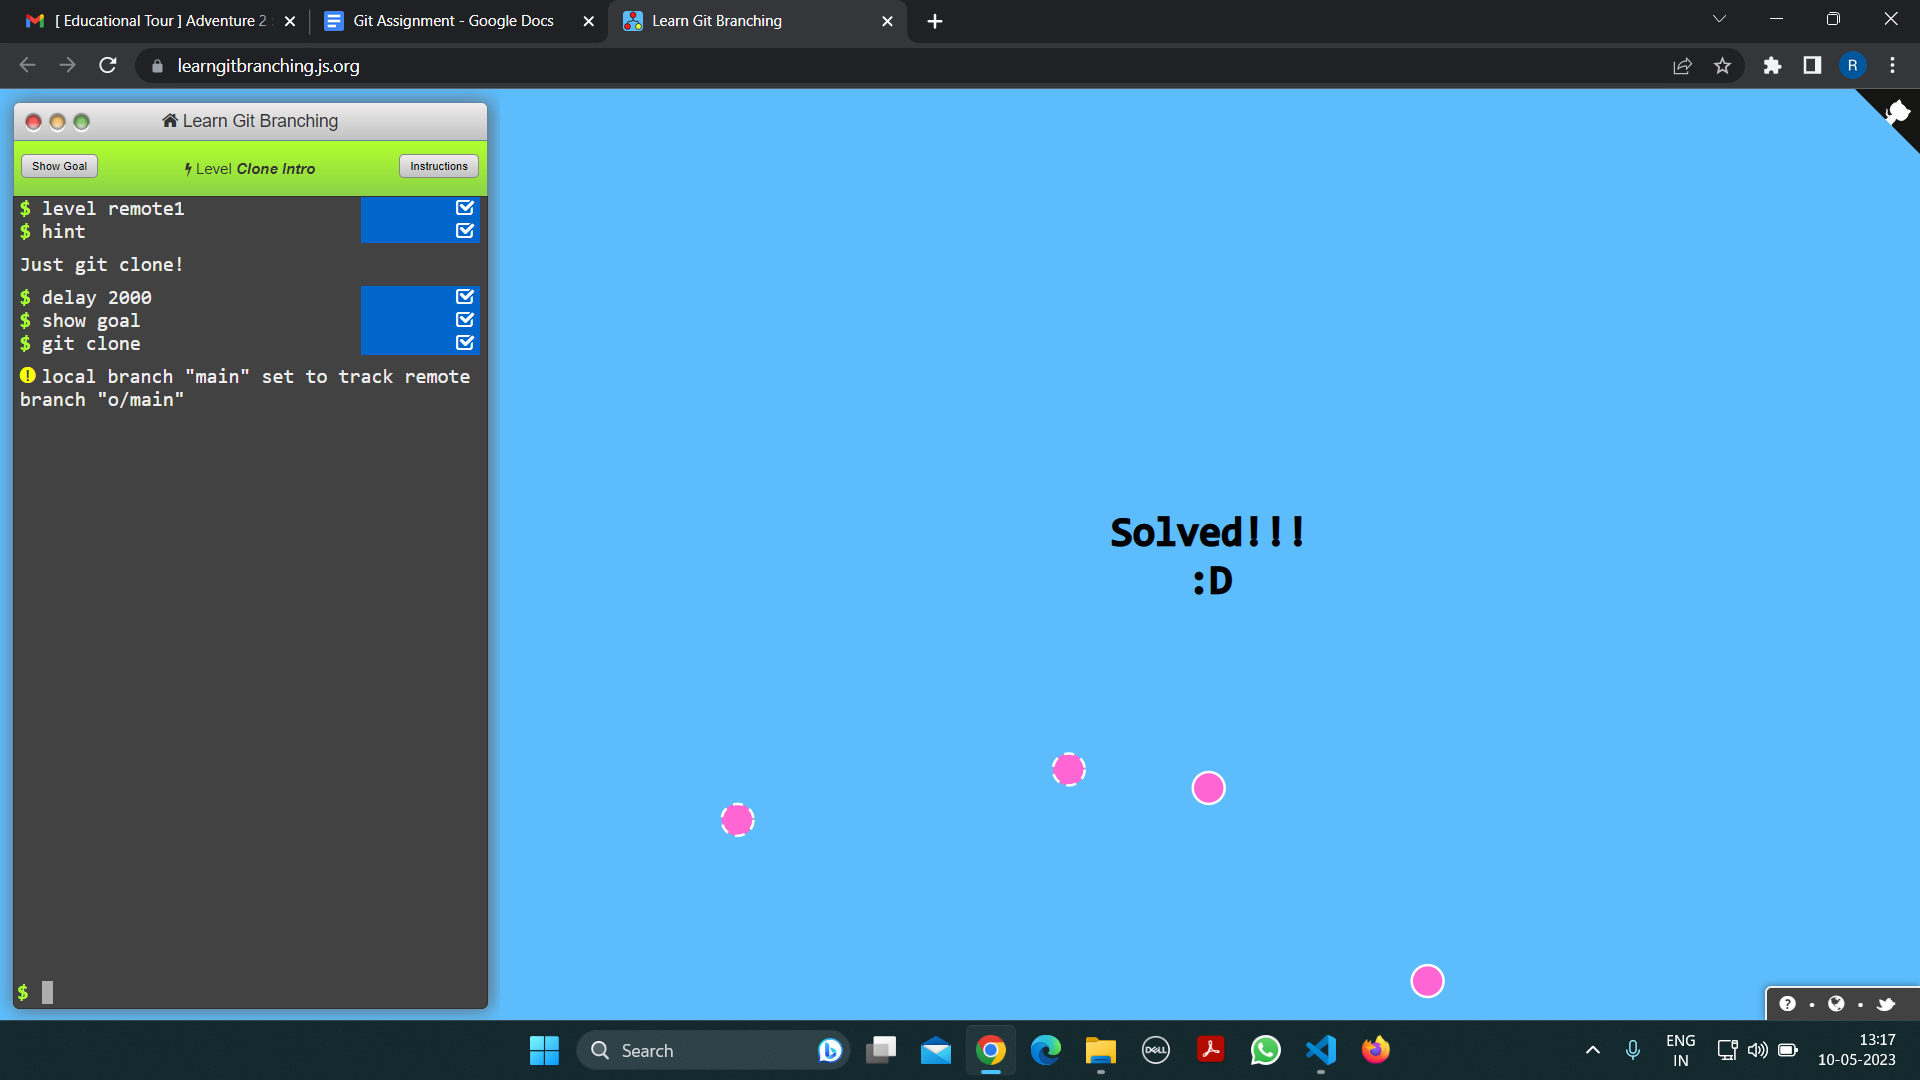 [ Educational Tour ] Adventure 2
Git Assignment - Google Docs
Learn Git Branching
learngitbranching.js.org
R
Learn Git Branching
Show Goal
Level Clone Intro
Instructions
$ level remote1
$ hint
Just git clone!
$ delay 2000
$ show goal
$ git clone
local branch "main" set to track remote
branch "o/main"
$
Solved!!!
:D
Search
DELL
ENG
IN
13:17
10-05-2023